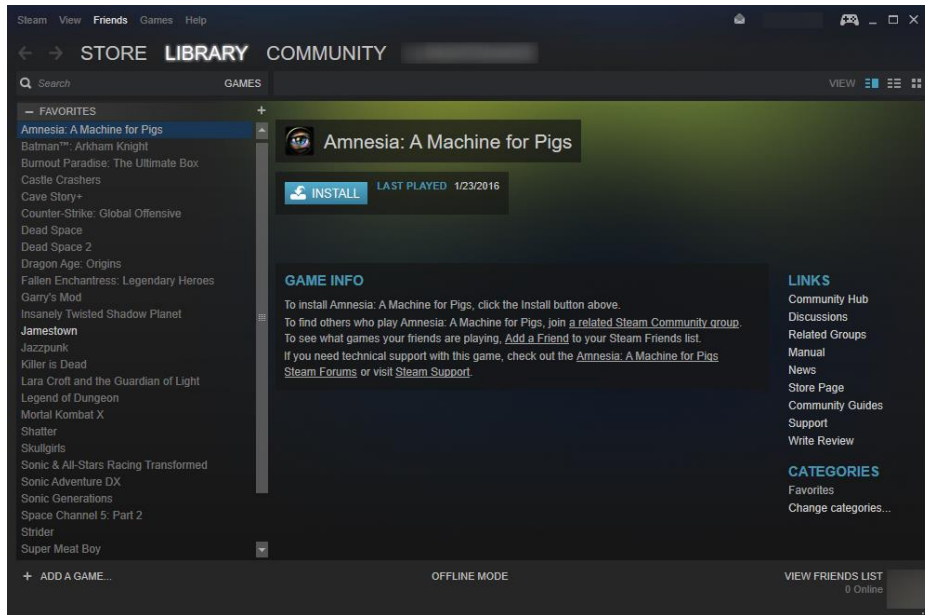 Steam View Friends Games Help
STORE LIBRARY COMMUNITY
Search GAMES
VIEW
— FAVORITES +
Amnesia: A Machine for Pigs
Batman™: Arkham Knight
Burnout Paradise: The Ultimate Box
Castle Crashers
Cave Story+
Counter-Strike: Global Offensive
Dead Space
Dead Space 2
Dragon Age: Origins
Fallen Enchantress: Legendary Heroes
Garry's Mod
Insanely Twisted Shadow Planet
Jamestown
Jazzpunk
Killer is Dead
Lara Croft and the Guardian of Light
Legend of Dungeon
Mortal Kombat X
Shatter
Skullgirls
Sonic & All-Stars Racing Transformed
Sonic Adventure DX
Sonic Generations
Space Channel 5: Part 2
Strider
Super Meat Boy
Amnesia: A Machine for Pigs
INSTALL
LAST PLAYED 1/23/2016
GAME INFO
To install Amnesia: A Machine for Pigs, click the Install button above.
To find others who play Amnesia: A Machine for Pigs, join a related Steam Community group.
To see what games your friends are playing, Add a Friend to your Steam Friends list.
If you need technical support with this game, check out the Amnesia: A Machine for Pigs
Steam Forums or visit Steam Support.
LINKS
Community Hub
Discussions
Related Groups
Manual
News
Store Page
Community Guides
Support
Write Review
CATEGORIES
Favorites
Change categories...
+ ADD A GAME...
OFFLINE MODE
VIEW FRIENDS LIST
0 Online